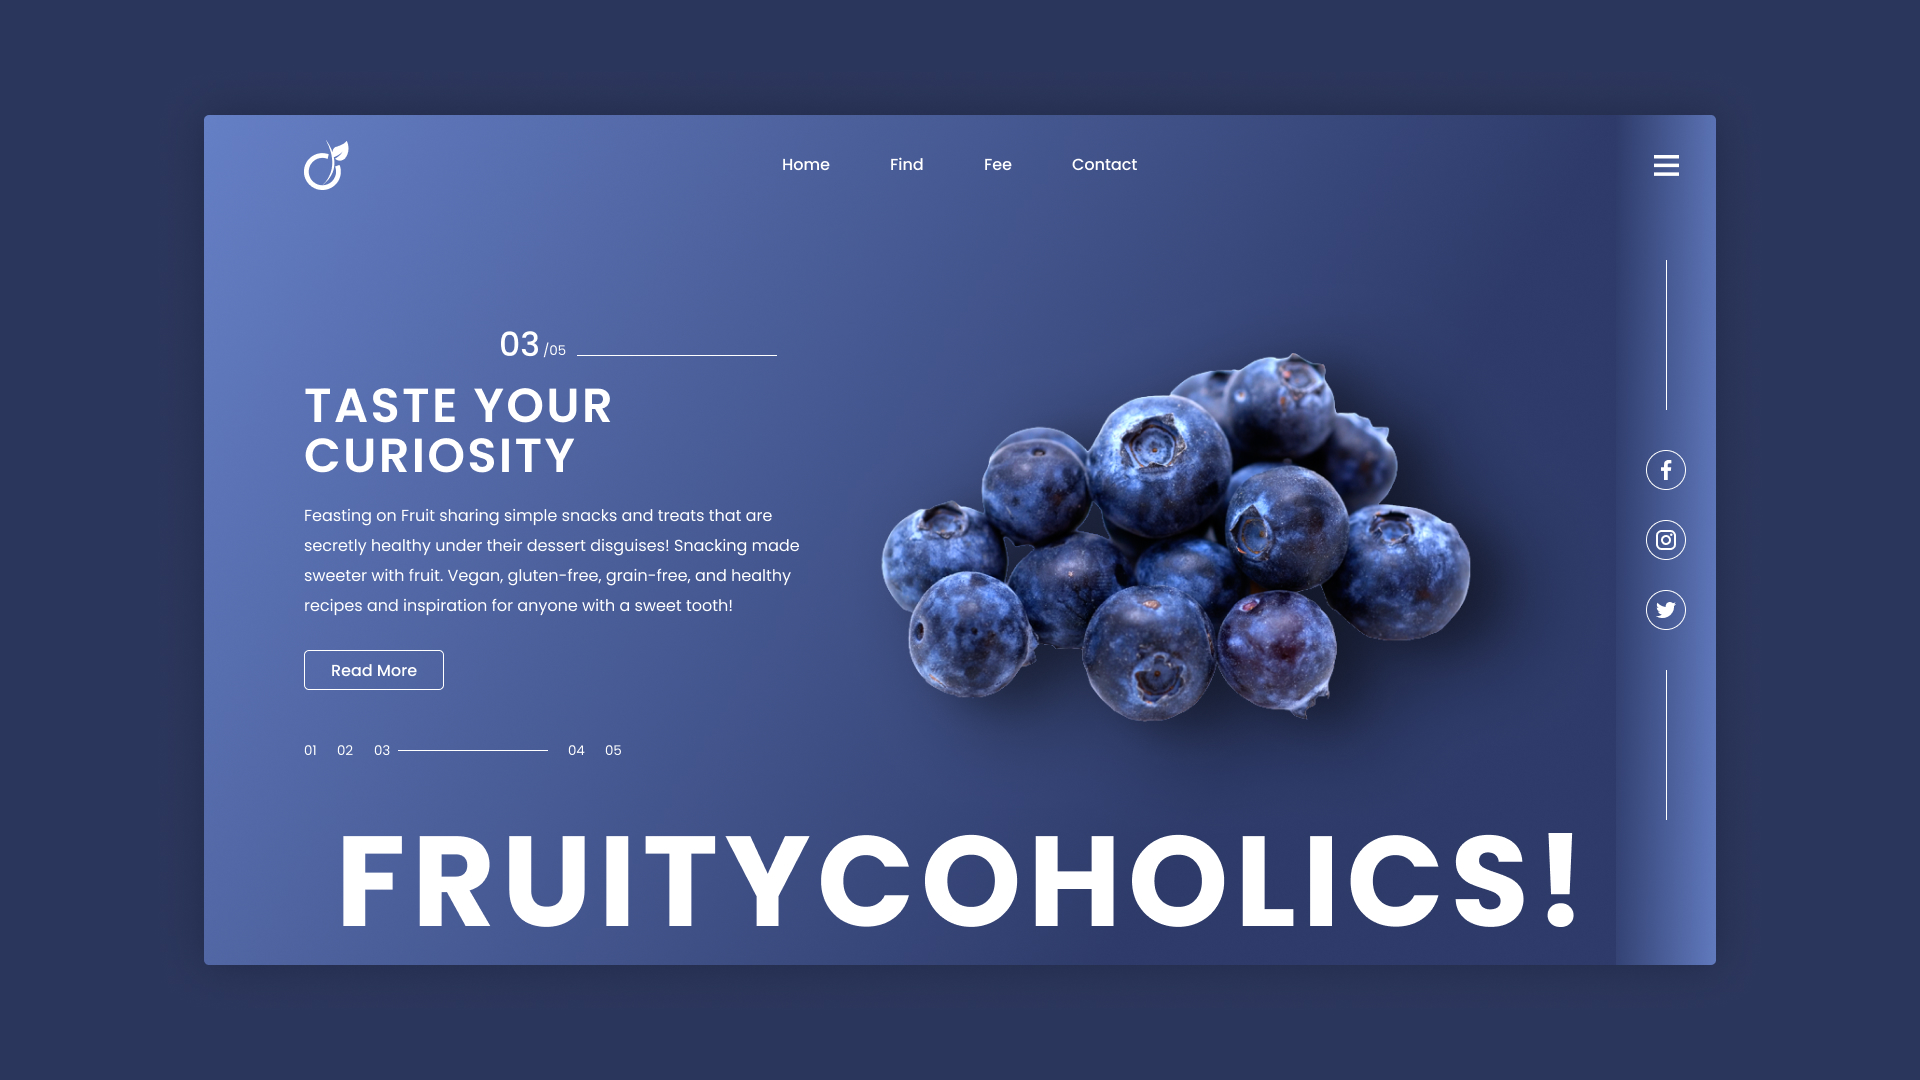 Home Find Fee Contact
03 /05
TASTE YOUR
CURIOSITY
Feasting on Fruit sharing simple snacks and treats that are
secretly healthy under their dessert disguises! Snacking made
sweeter with fruit. Vegan, gluten-free, grain-free, and healthy
recipes and inspiration for anyone with a sweet tooth!
Read More
01 02 03 04 05
FRUITYCOHOLICS!